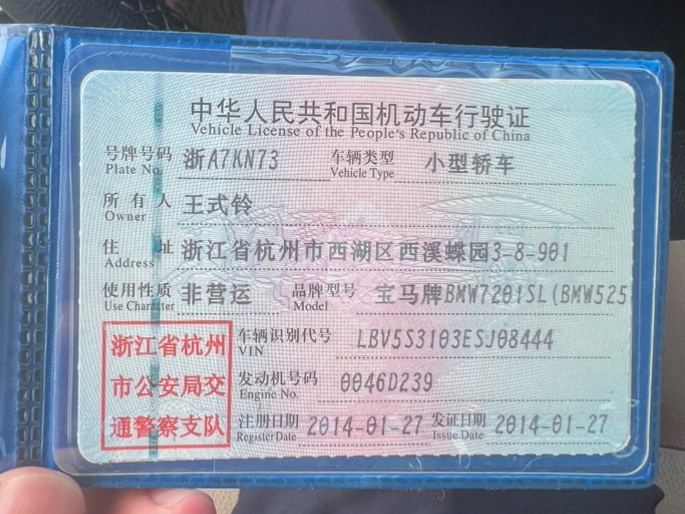 中华人民共和国机动车行驶证
Vehicle License of the People's Republic of China
号牌号码 浙A7KN73 车辆类型 小型轿车
Plate No. Vehicle Type
所有人 王式铃
Owner
住址 浙江省杭州市西湖区西溪蝶园3-8-901
Address
使用性质 非营运 品牌型号 宝马牌BMW7201SL(BMW525
Use Character Model
浙江省杭州 车辆识别代号 LBV5S3103ESJ08444
VIN
市公安局交 发动机号码 0046D239
Engine No.
通警察支队 注册日期 2014-01-27 发证日期 2014-01-27
Register Date Issue Date